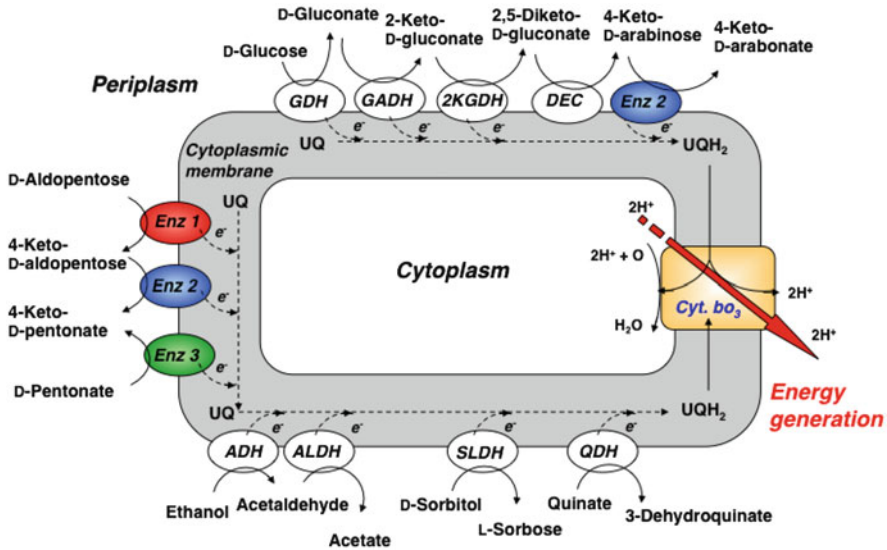 D-Gluconate
2-Keto-
D-gluconate
2,5-Diketo-
D-gluconate
4-Keto-
D-arabinose
4-Keto-
D-arabonate
D-Glucose
Periplasm
GDH
GADH
2KGDH
DEC
Enz 2
e-
e-
e-
e-
UQ
UQH2
Cytoplasmic
membrane
D-Aldopentose
UQ
Enz 1
e-
4-Keto-
D-aldopentose
Enz 2
e-
4-Keto-
D-pentonate
Enz 3
e-
D-Pentonate
Cytoplasm
2H+
2H+ + O
H2O
Cyt. bo3
2H+
2H+
Energy
generation
UQ
UQH2
e-
e-
e-
e-
ADH
ALDH
SLDH
QDH
Ethanol
Acetaldehyde
Acetate
D-Sorbitol
L-Sorbose
Quinate
3-Dehydroquinate